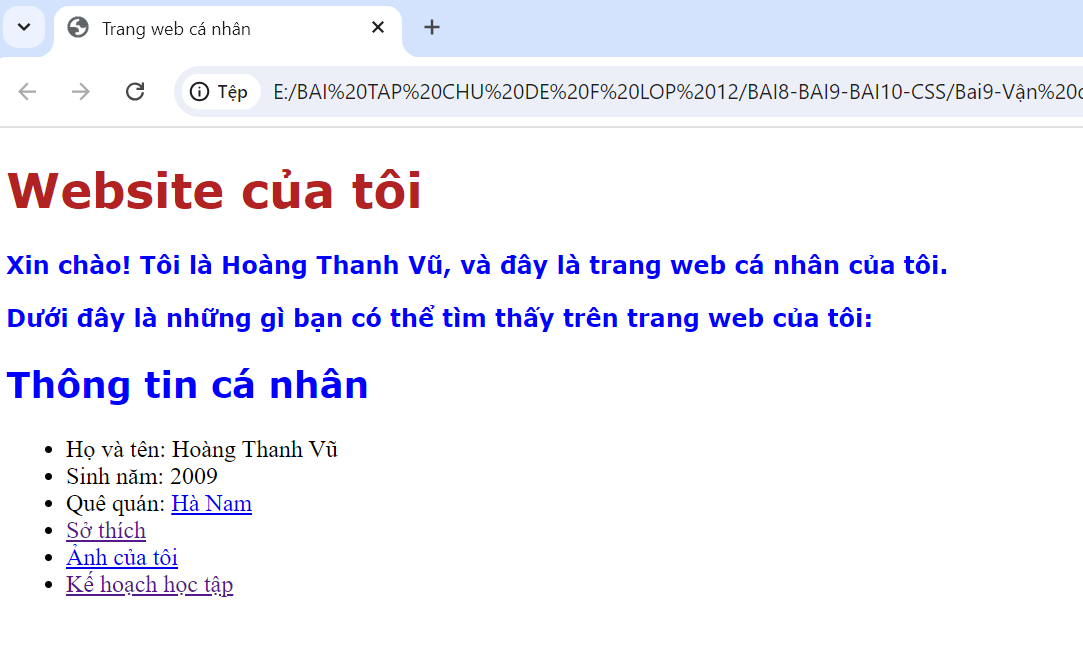 Trang web cá nhân
Tệp E:/BAI%20TAP%20CHU%20DE%20F%20LOP%2012/BAI8-BAI9-BAI10-CSS/Bai9-Vận%20
Website của tôi
Xin chào! Tôi là Hoàng Thanh Vũ, và đây là trang web cá nhân của tôi.
Dưới đây là những gì bạn có thể tìm thấy trên trang web của tôi:
Thông tin cá nhân
Họ và tên: Hoàng Thanh Vũ
Sinh năm: 2009
Quê quán: Hà Nam
Sở thích
Ảnh của tôi
Kế hoạch học tập